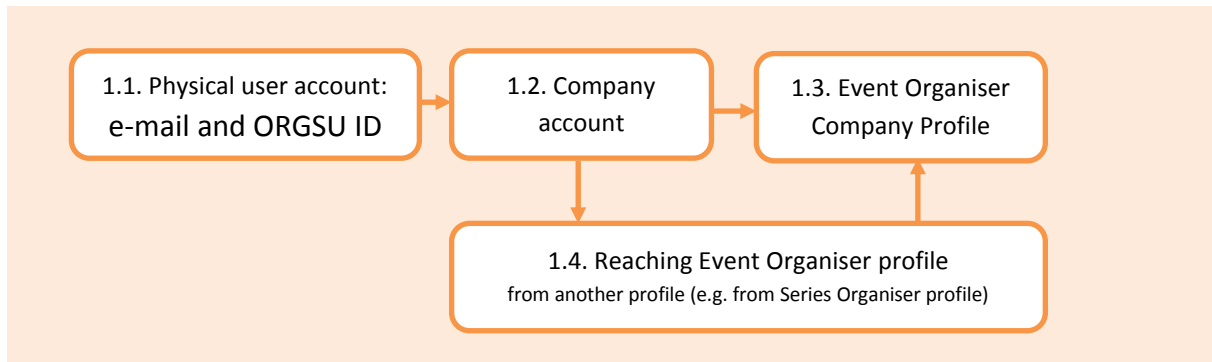 1.1. Physical user account:
e-mail and ORGSU ID
1.2. Company
account
1.3. Event Organiser
Company Profile
1.4. Reaching Event Organiser profile
from another profile (e.g. from Series Organiser profile)